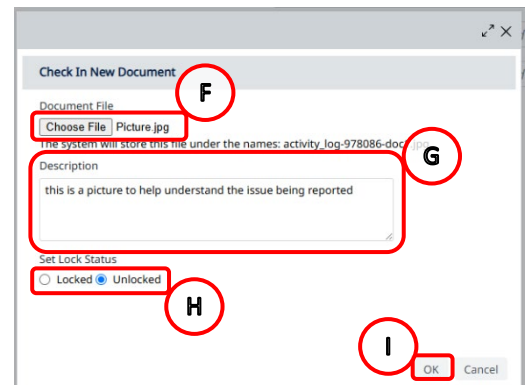 Check In New Document
F
Document File
Choose File Picture.jpg
The system will store this file under the names: activity_log-978086-doc .jpg
G
Description
this is a picture to help understand the issue being reported
Set Lock Status
Locked Unlocked
H
I
OK Cancel